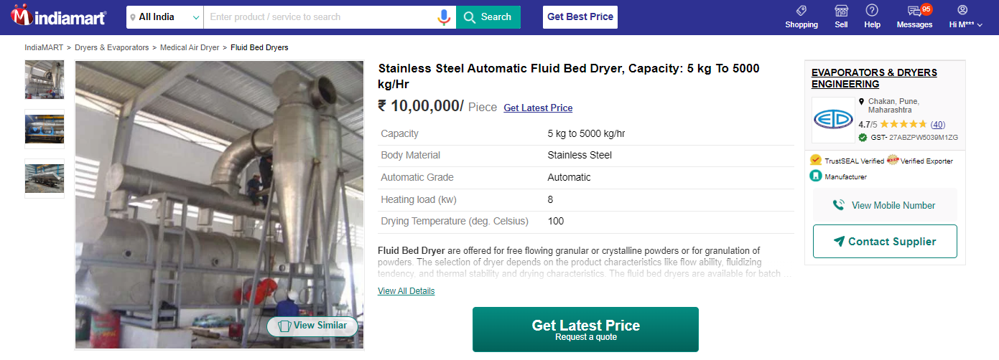 indiamart
All India
Enter product / service to search
Search
Get Best Price
Shopping
Sell
Help
95
Messages
Hi M***
IndiaMART > Dryers & Evaporators > Medical Air Dryer > Fluid Bed Dryers
View Similar
Stainless Steel Automatic Fluid Bed Dryer, Capacity: 5 kg To 5000
kg/Hr
₹ 10,00,000/ Piece Get Latest Price
Capacity 5 kg to 5000 kg/hr
Body Material Stainless Steel
Automatic Grade Automatic
Heating load (kw) 8
Drying Temperature (deg. Celsius) 100
Fluid Bed Dryer are offered for free flowing granular or crystalline powders or for granulation of
powders. The selection of dryer depends on the product characteristics like flow ability, fluidizing
tendency, and thermal stability and drying characteristics. The fluid bed dryers are available for batch ...
View All Details
Get Latest Price
Request a quote
EVAPORATORS & DRYERS
ENGINEERING
Chakan, Pune,
Maharashtra
4.7/5 (40)
GST- 27ABZPW5039M1ZG
TrustSEAL Verified Verified Exporter
Manufacturer
View Mobile Number
Contact Supplier